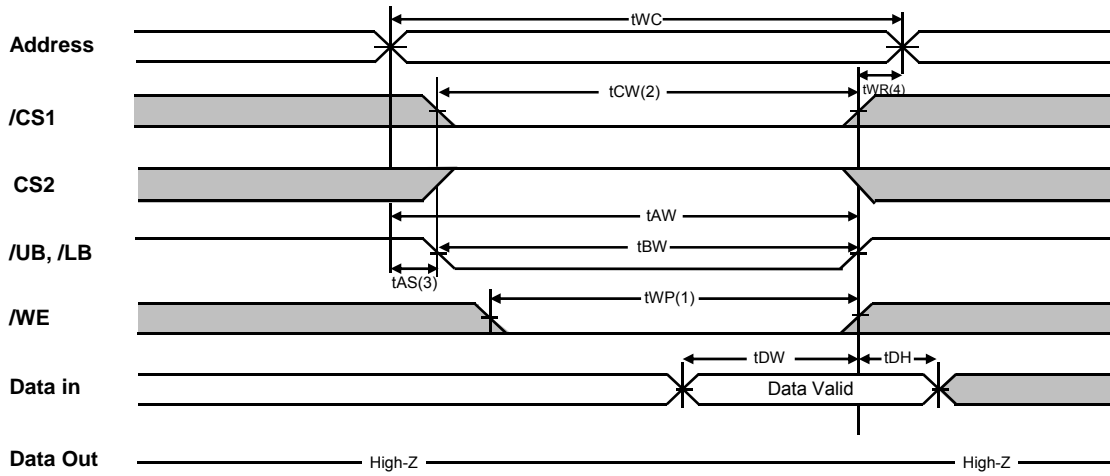 tWC
Address
tCW(2)
tWR(4)
/CS1
CS2
tAW
/UB, /LB
tBW
tAS(3)
tWP(1)
/WE
tDW
tDH
Data in
Data Valid
Data Out
High-Z
High-Z